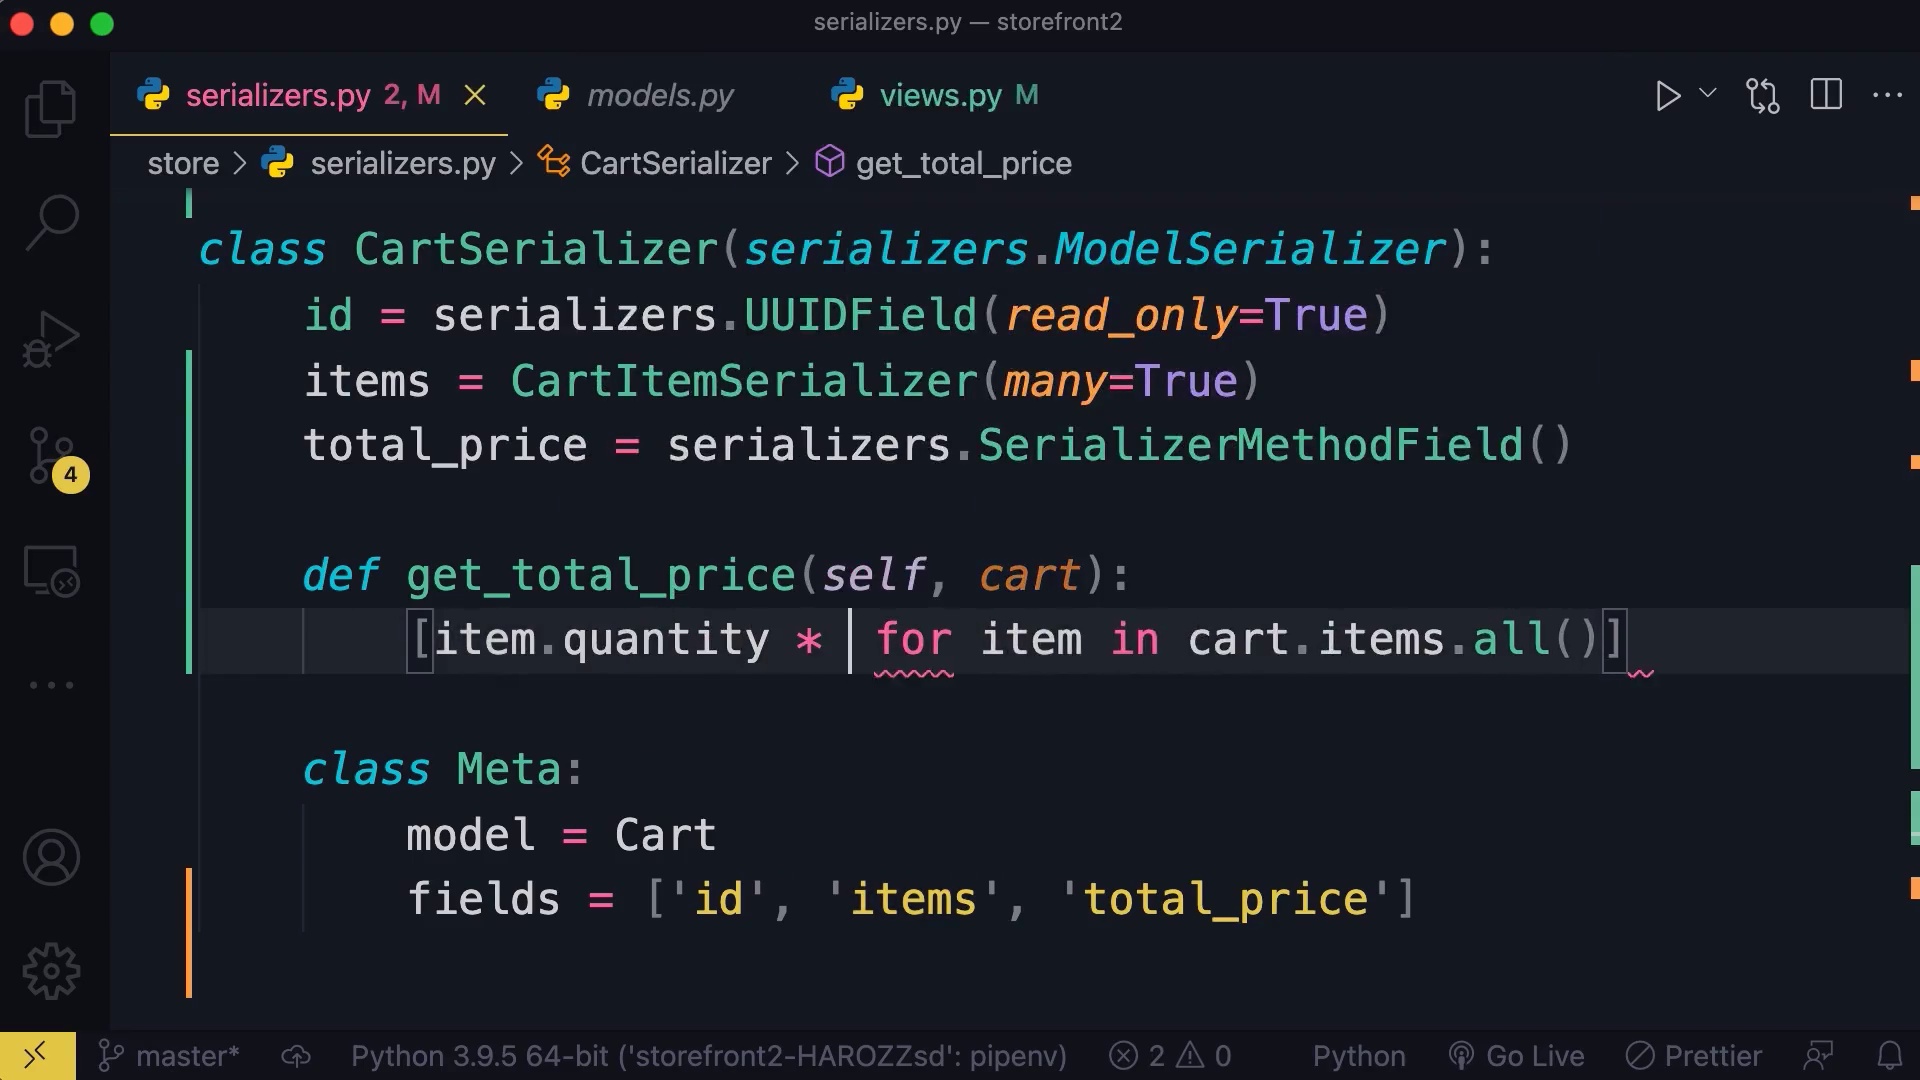 serializers.py — storefront2
serializers.py 2, M models.py views.py M
store > serializers.py > CartSerializer > get_total_price
class CartSerializer(serializers.ModelSerializer):
id = serializers.UUIDField(read_only=True)
items = CartItemSerializer(many=True)
total_price = serializers.SerializerMethodField()
def get_total_price(self, cart):
[item.quantity * for item in cart.items.all()]
class Meta:
model = Cart
fields = ['id', 'items', 'total_price']
4
master* Python 3.9.5 64-bit ('storefront2-HAROZZsd': pipenv) 2 0 Python Go Live Prettier